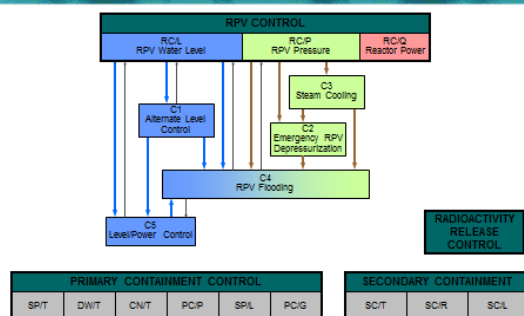 RPV CONTROL
RC/L
RPV Water Level
RC/P
RPV Pressure
RC/Q
Reactor Power
C3
Steam Cooling
C1
Alternate Level
Control
C2
Emergency RPV
Depressurization
C4
RPV Flooding
C5
Level/Power Control
RADIOACTIVITY
RELEASE
CONTROL
PRIMARY CONTAINMENT CONTROL
SP/T DW/T CN/T PC/P SP/L PC/G
SECONDARY CONTAINMENT
SC/T SC/R SC/L